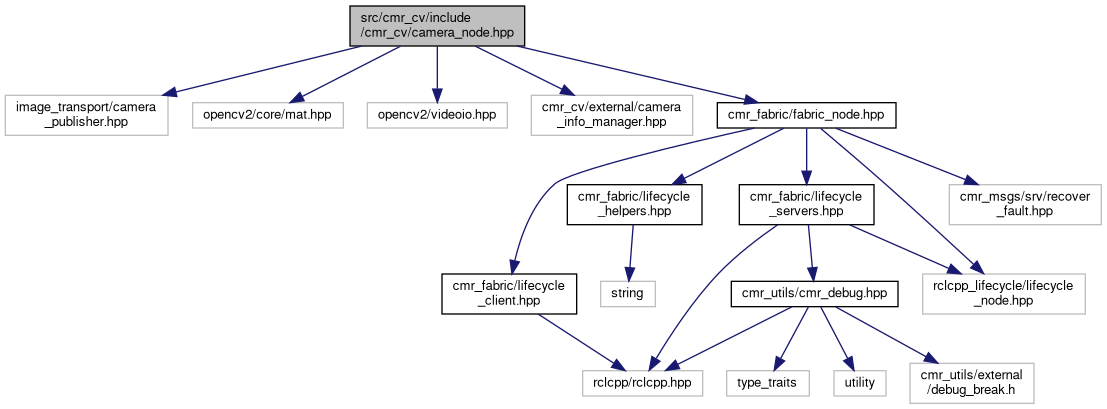 src/cmr_cv/include
/cmr_cv/camera_node.hpp
image_transport/camera
_publisher.hpp
opencv2/core/mat.hpp
opencv2/videoio.hpp
cmr_cv/external/camera
_info_manager.hpp
cmr_fabric/fabric_node.hpp
cmr_fabric/lifecycle
_helpers.hpp
cmr_fabric/lifecycle
_servers.hpp
cmr_msgs/srv/recover
_fault.hpp
cmr_fabric/lifecycle
_client.hpp
string
cmr_utils/cmr_debug.hpp
rclcpp_lifecycle/lifecycle
_node.hpp
rclcpp/rclcpp.hpp
type_traits
utility
cmr_utils/external
/debug_break.h